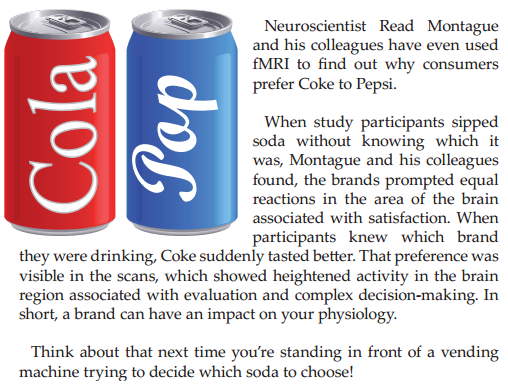 Cola
Pop
Neuroscientist Read Montague
and his colleagues have even used
fMRI to find out why consumers
prefer Coke to Pepsi.
When study participants sipped
soda without knowing which it
was, Montague and his colleagues
found, the brands prompted equal
reactions in the area of the brain
associated with satisfaction. When
participants knew which brand
they were drinking, Coke suddenly tasted better. That preference was
visible in the scans, which showed heightened activity in the brain
region associated with evaluation and complex decision-making. In
short, a brand can have an impact on your physiology.
Think about that next time you're standing in front of a vending
machine trying to decide which soda to choose!